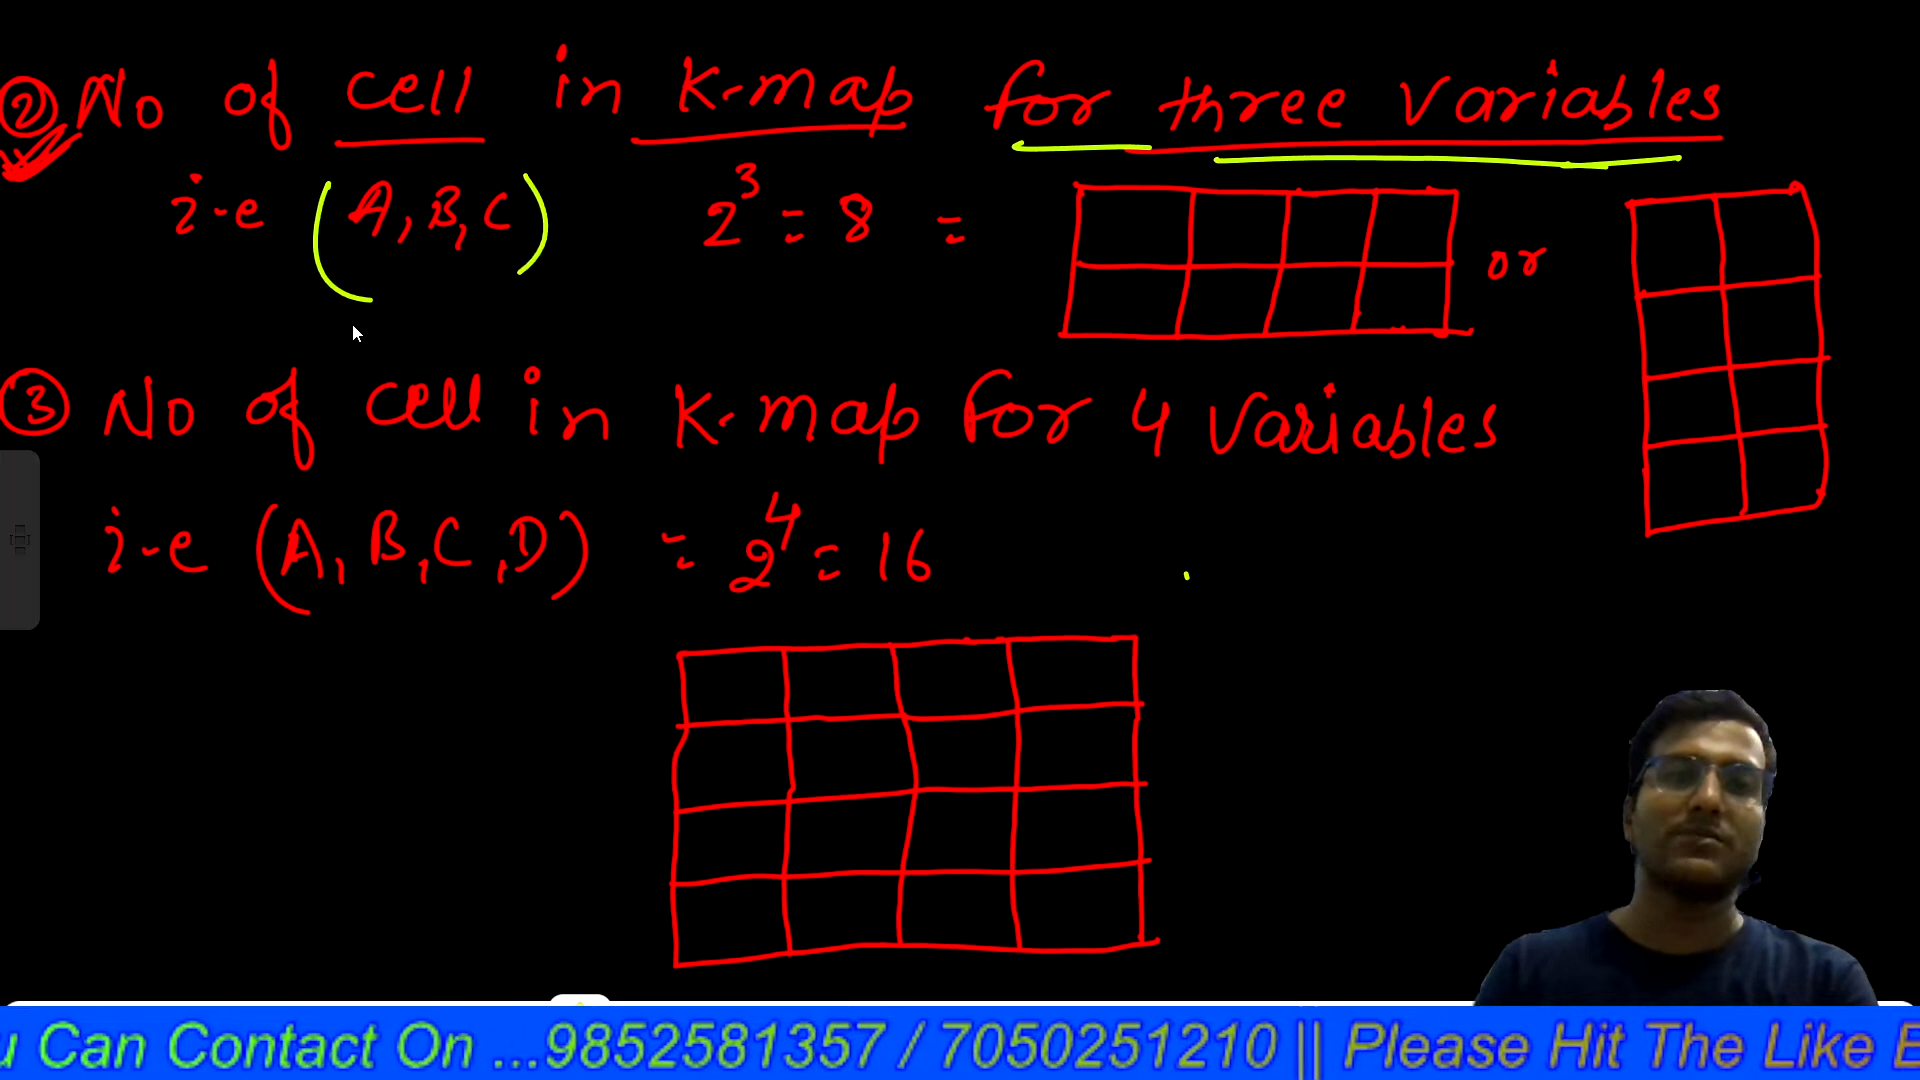 ② No of cell in K-map for three variables
i-e (A, B, C) 2³ = 8 = or
③ No of cell in K-map for 4 variables
i-e (A, B, C, D) = 2⁴ = 16
u Can Contact On ...9852581357 / 7050251210 || Please Hit The Like B